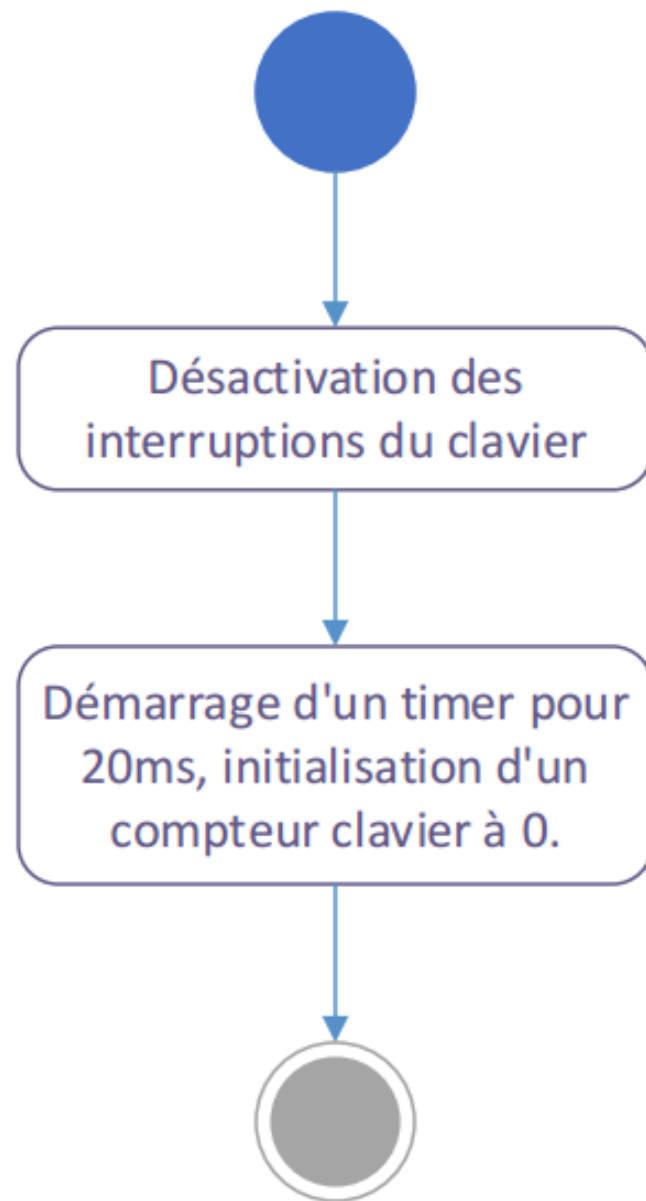 Désactivation des
interruptions du clavier
Démarrage d'un timer pour
20ms, initialisation d'un
compteur clavier à 0.